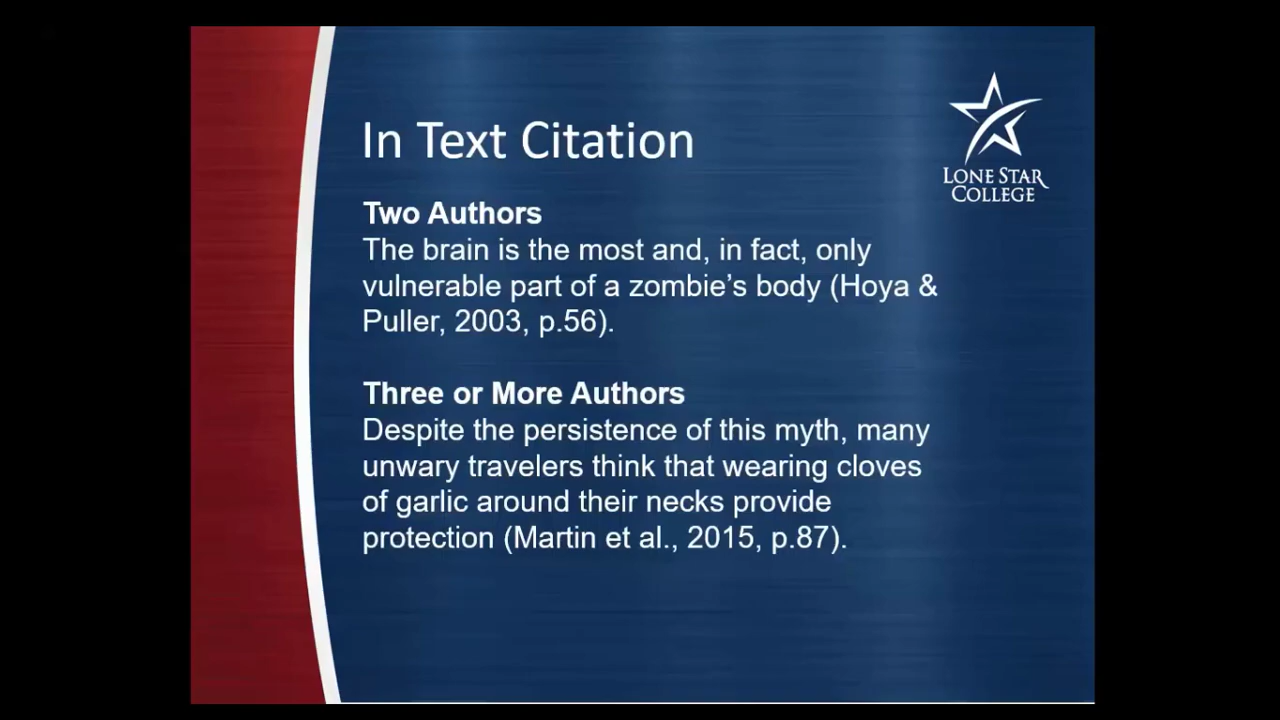 In Text Citation
LONE STAR
COLLEGE
Two Authors
The brain is the most and, in fact, only
vulnerable part of a zombie’s body (Hoya &
Puller, 2003, p.56).
Three or More Authors
Despite the persistence of this myth, many
unwary travelers think that wearing cloves
of garlic around their necks provide
protection (Martin et al., 2015, p.87).